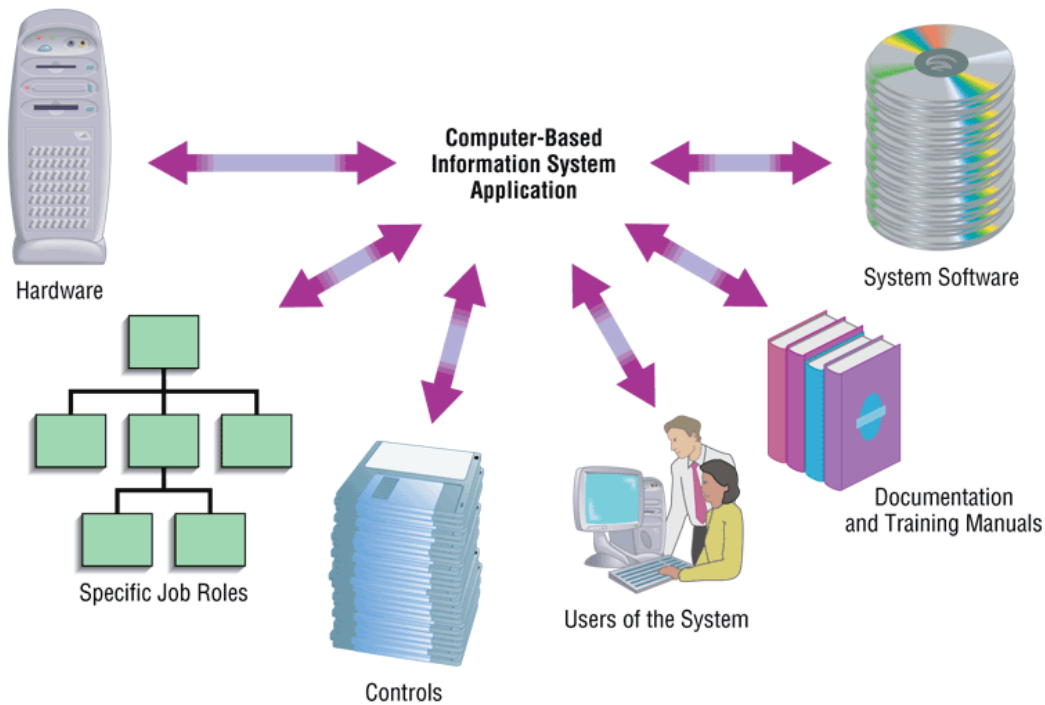 Computer-Based
Information System
Application
Hardware
System Software
Specific Job Roles
Controls
Users of the System
Documentation
and Training Manuals